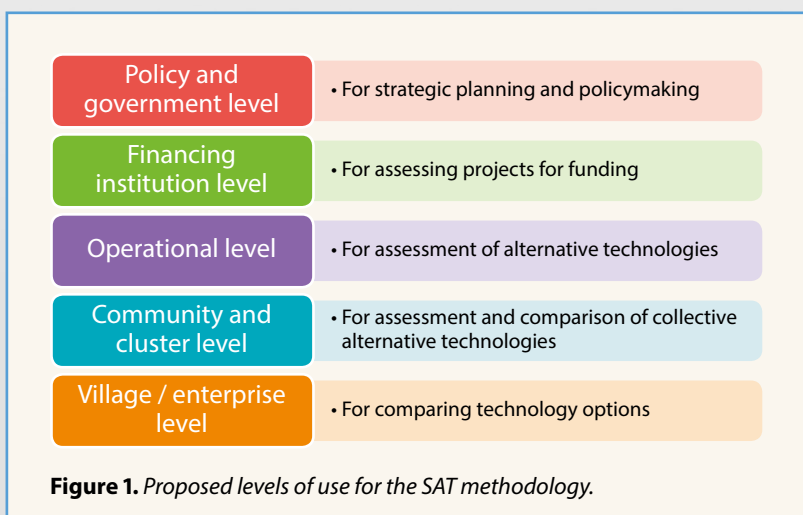 Policy and
government level
• For strategic planning and policymaking
Financing
institution level
• For assessing projects for funding
Operational level
• For assessment of alternative technologies
Community and
cluster level
• For assessment and comparison of collective
alternative technologies
Village / enterprise
level
• For comparing technology options
Figure 1. Proposed levels of use for the SAT methodology.